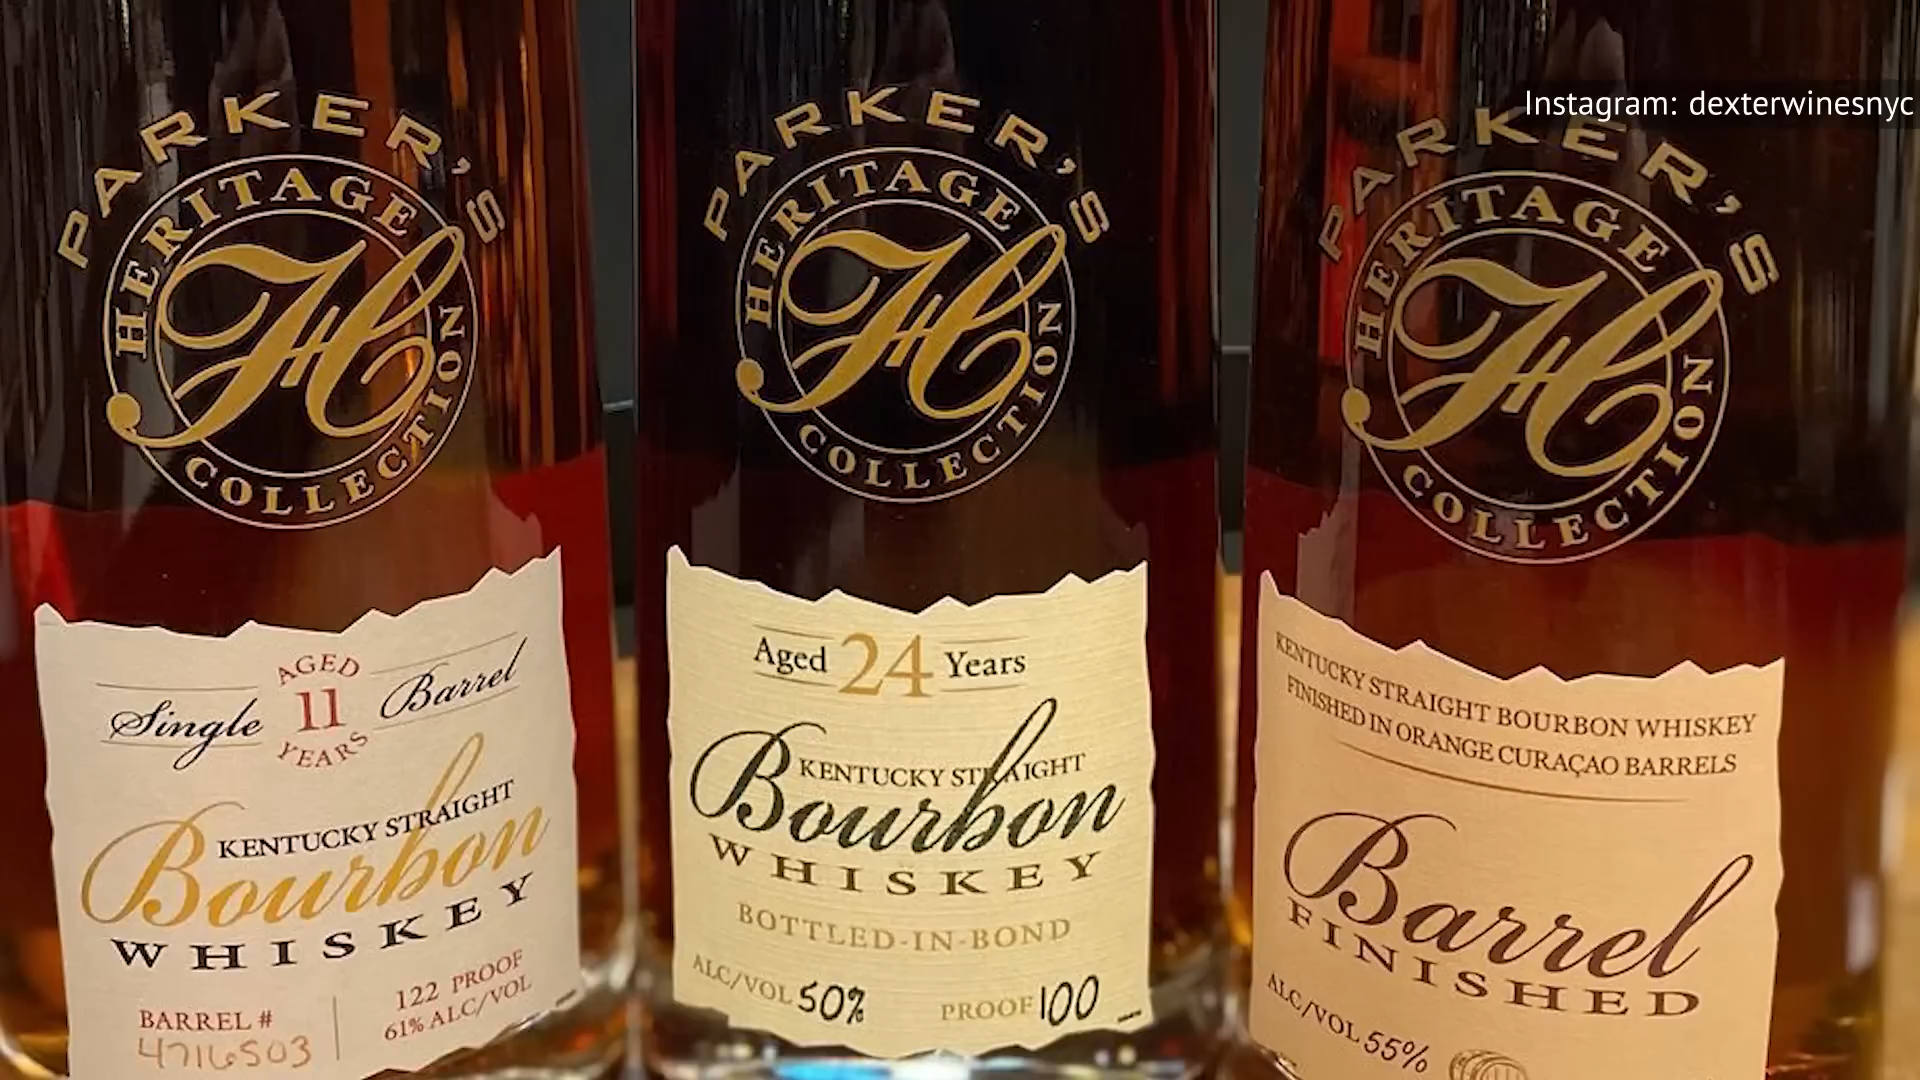 Instagram: dexterwinesnyc
PARKER'S
HERITAGE
H
COLLECTION
Single AGED 11 YEARS Barrel
KENTUCKY STRAIGHT
Bourbon
WHISKEY
BARREL #
4716503
122 PROOF
61% ALC/VOL
PARKER'S
HERITAGE
H
COLLECTION
Aged 24 Years
KENTUCKY STRAIGHT
Bourbon
WHISKEY
BOTTLED-IN-BOND
ALC/VOL 50% PROOF 100
PARKER'S
HERITAGE
H
COLLECTION
KENTUCKY STRAIGHT BOURBON WHISKEY
FINISHED IN ORANGE CURAÇAO BARRELS
Barrel
FINISHED
ALC/VOL 55%